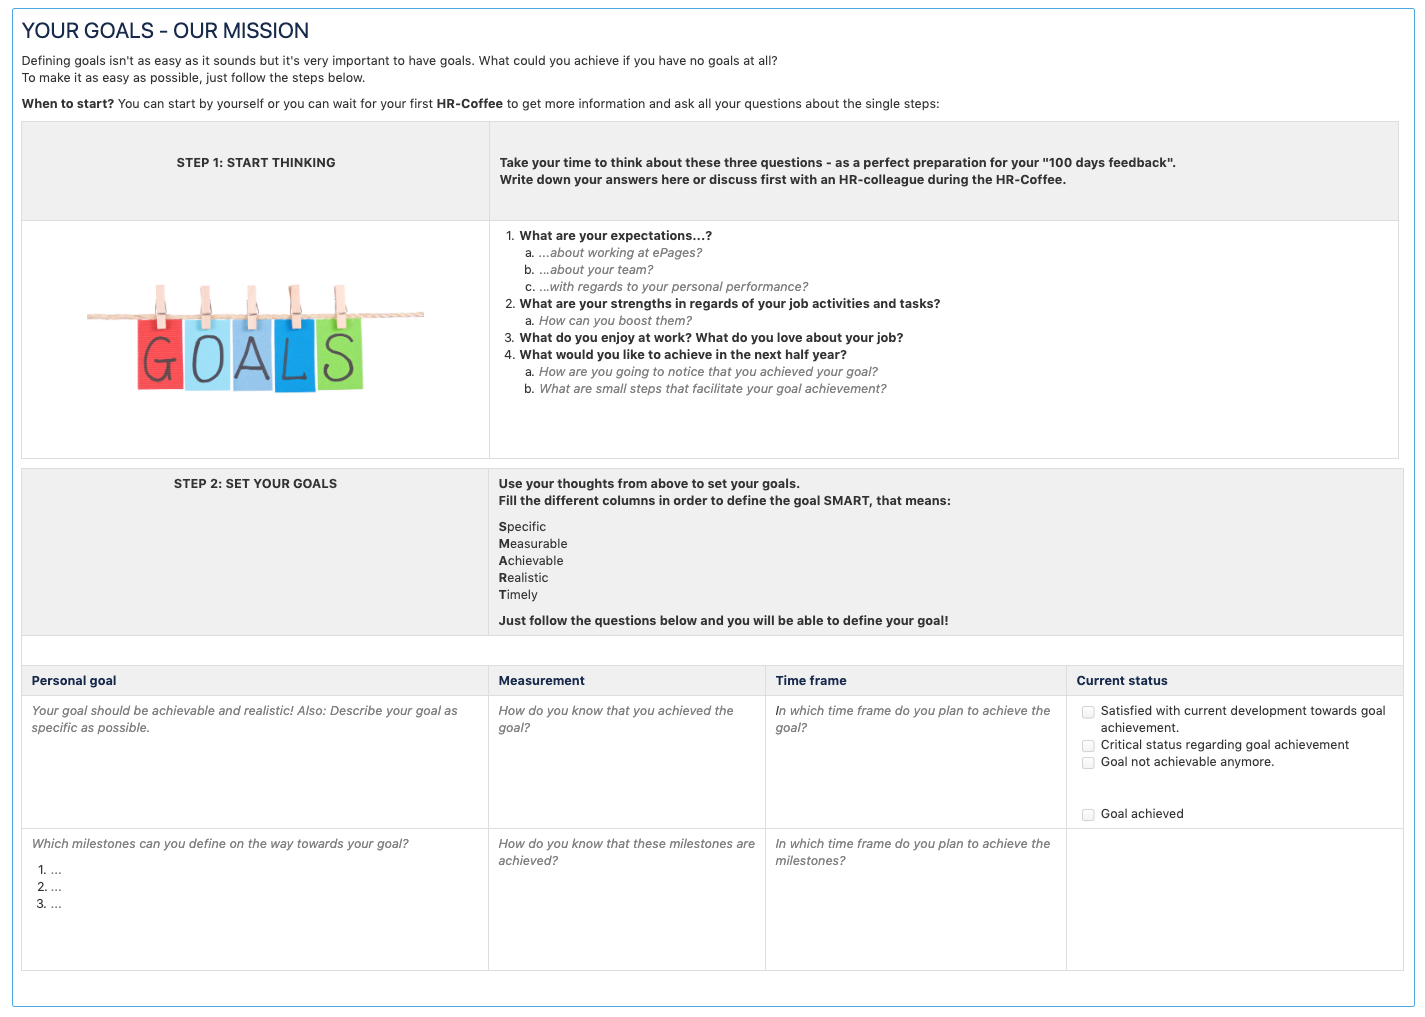 YOUR GOALS - OUR MISSION
Defining goals isn't as easy as it sounds but it's very important to have goals. What could you achieve if you have no goals at all?
To make it as easy as possible, just follow the steps below.
When to start? You can start by yourself or you can wait for your first HR-Coffee to get more information and ask all your questions about the single steps:
STEP 1: START THINKING
Take your time to think about these three questions - as a perfect preparation for your "100 days feedback".
Write down your answers here or discuss first with an HR-colleague during the HR-Coffee.
GOALS
1. What are your expectations...?
a. ...about working at ePages?
b. ...about your team?
c. ...with regards to your personal performance?
2. What are your strengths in regards of your job activities and tasks?
a. How can you boost them?
3. What do you enjoy at work? What do you love about your job?
4. What would you like to achieve in the next half year?
a. How are you going to notice that you achieved your goal?
b. What are small steps that facilitate your goal achievement?
STEP 2: SET YOUR GOALS
Use your thoughts from above to set your goals.
Fill the different columns in order to define the goal SMART, that means:
Specific
Measurable
Achievable
Realistic
Timely
Just follow the questions below and you will be able to define your goal!
Personal goal
Measurement
Time frame
Current status
Your goal should be achievable and realistic! Also: Describe your goal as
specific as possible.
How do you know that you achieved the
goal?
In which time frame do you plan to achieve the
goal?
Satisfied with current development towards goal
achievement.
Critical status regarding goal achievement
Goal not achievable anymore.
Goal achieved
Which milestones can you define on the way towards your goal?
1. ...
2. ...
3. ...
How do you know that these milestones are
achieved?
In which time frame do you plan to achieve the
milestones?